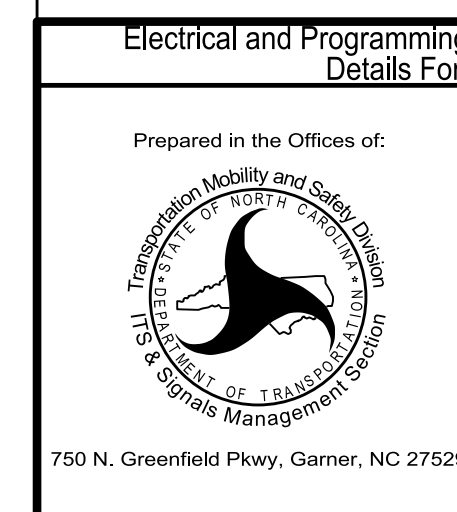 Electrical and Programming
Details For
Prepared in the Offices of:
Transportation Mobility and Safety Division
STATE OF NORTH CAROLINA
* DEPARTMENT OF TRANSPORTATION *
ITS & Signals Management Section
750 N. Greenfield Pkwy, Garner, NC 27529